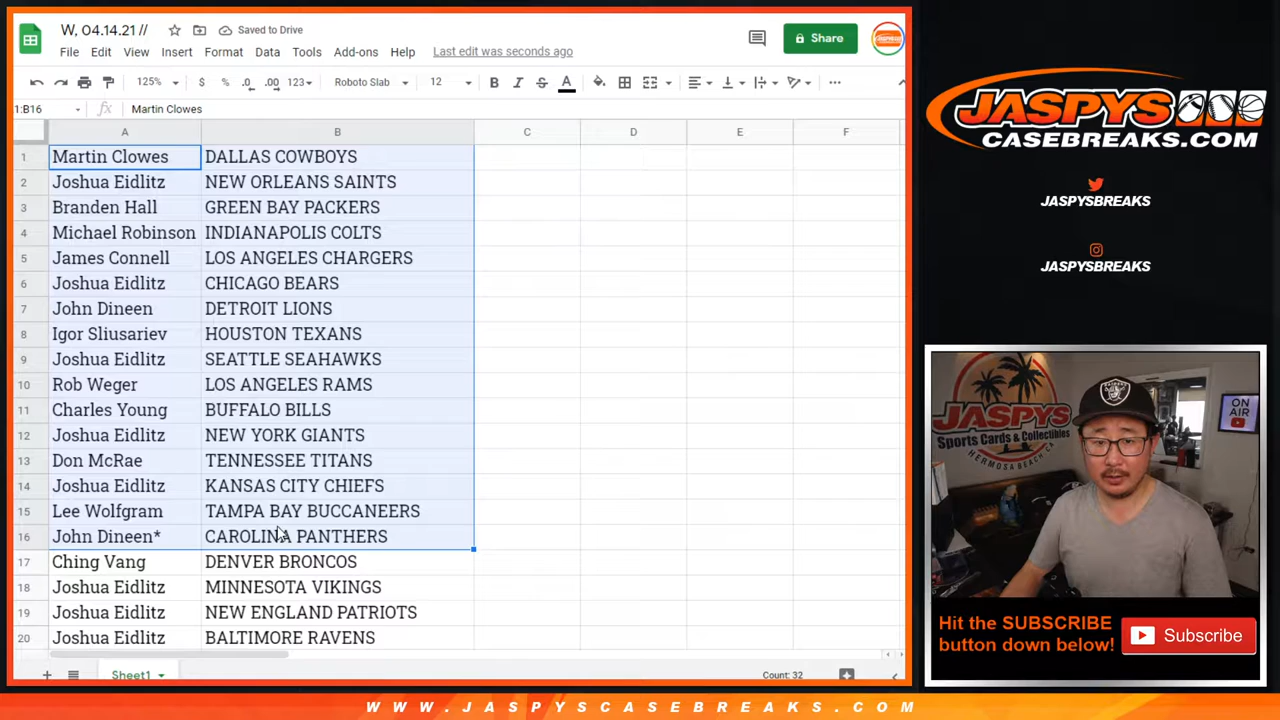 W, 04.14.21 //
Saved to Drive
File Edit View Insert Format Data Tools Add-ons Help Last edit was seconds ago
Share
125% $ % .0 .00 123 Roboto Slab 12 B I S A
1:B16 fx Martin Clowes
A B C D E F
1 Martin Clowes DALLAS COWBOYS
2 Joshua Eidlitz NEW ORLEANS SAINTS
3 Branden Hall GREEN BAY PACKERS
4 Michael Robinson INDIANAPOLIS COLTS
5 James Connell LOS ANGELES CHARGERS
6 Joshua Eidlitz CHICAGO BEARS
7 John Dineen DETROIT LIONS
8 Igor Sliusariev HOUSTON TEXANS
9 Joshua Eidlitz SEATTLE SEAHAWKS
10 Rob Weger LOS ANGELES RAMS
11 Charles Young BUFFALO BILLS
12 Joshua Eidlitz NEW YORK GIANTS
13 Don McRae TENNESSEE TITANS
14 Joshua Eidlitz KANSAS CITY CHIEFS
15 Lee Wolfgram TAMPA BAY BUCCANEERS
16 John Dineen* CAROLINA PANTHERS
17 Ching Vang DENVER BRONCOS
18 Joshua Eidlitz MINNESOTA VIKINGS
19 Joshua Eidlitz NEW ENGLAND PATRIOTS
20 Joshua Eidlitz BALTIMORE RAVENS
Sheet1
Count: 32
JASPYS
CASEBREAKS.COM
JASPYSBREAKS
JASPYSBREAKS
JASPYS
Sports Cards & Collectibles
HERMOSA BEACH, CA
ON
AIR
Hit the SUBSCRIBE
button down below!
Subscribe
WWW.JASPYSCASEBREAKS.COM